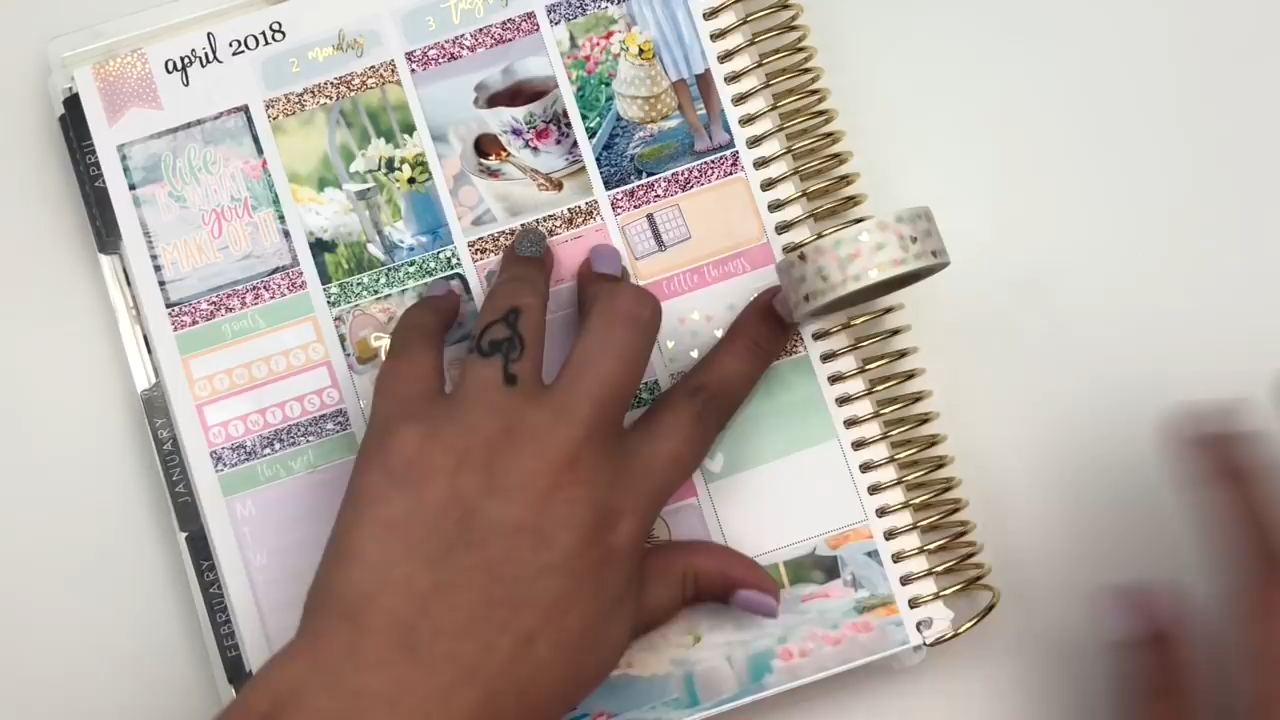 april 2018
2 monday
3
life
IS WHAT
you
MAKE OF IT
goals
M T W T F S S
M T W T F S S
this week
M
T
W
little things
APRIL
JANUARY
FEBRUARY